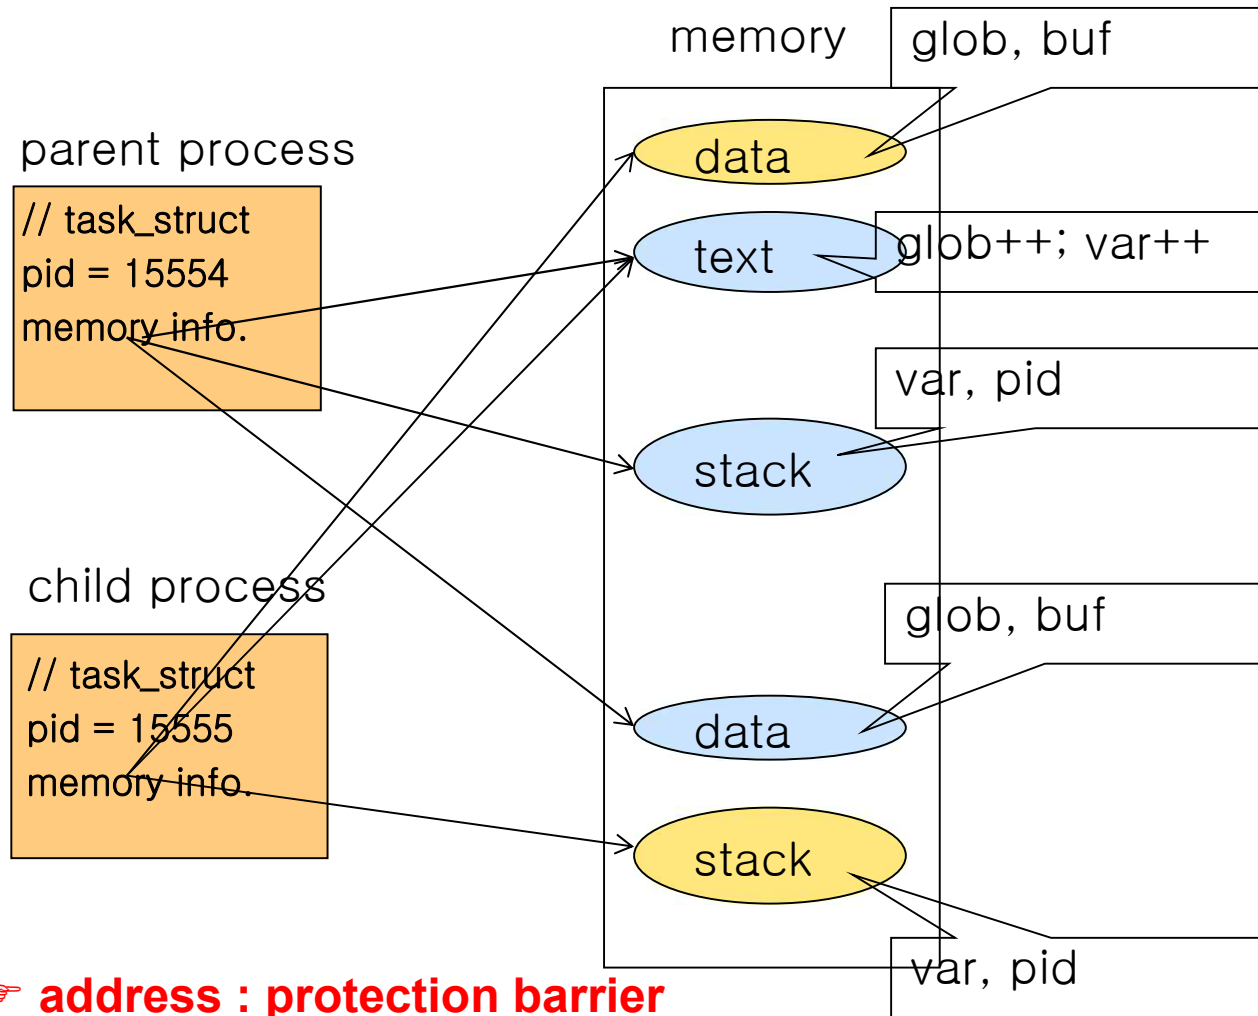 memory
glob, buf
parent process
data
// task_struct
pid = 15554
memory info.
text
glob++; var++
var, pid
stack
child process
glob, buf
// task_struct
pid = 15555
memory info.
data
stack
var, pid
☞ address : protection barrier